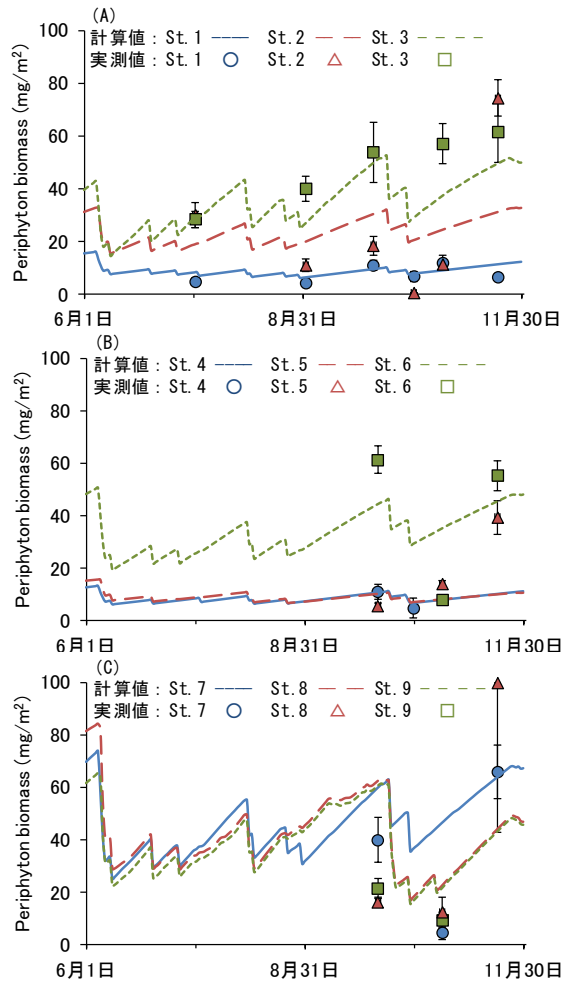 (A)
Periphyton biomass (mg/m²)
計算値：St.1 St.2 St.3
実測値：St.1 St.2 St.3
100
80
60
40
20
0
6月1日 8月31日 11月30日
(B)
Periphyton biomass (mg/m²)
計算値：St.4 St.5 St.6
実測値：St.4 St.5 St.6
100
80
60
40
20
0
6月1日 8月31日 11月30日
(C)
Periphyton biomass (mg/m²)
計算値：St.7 St.8 St.9
実測値：St.7 St.8 St.9
100
80
60
40
20
0
6月1日 8月31日 11月30日